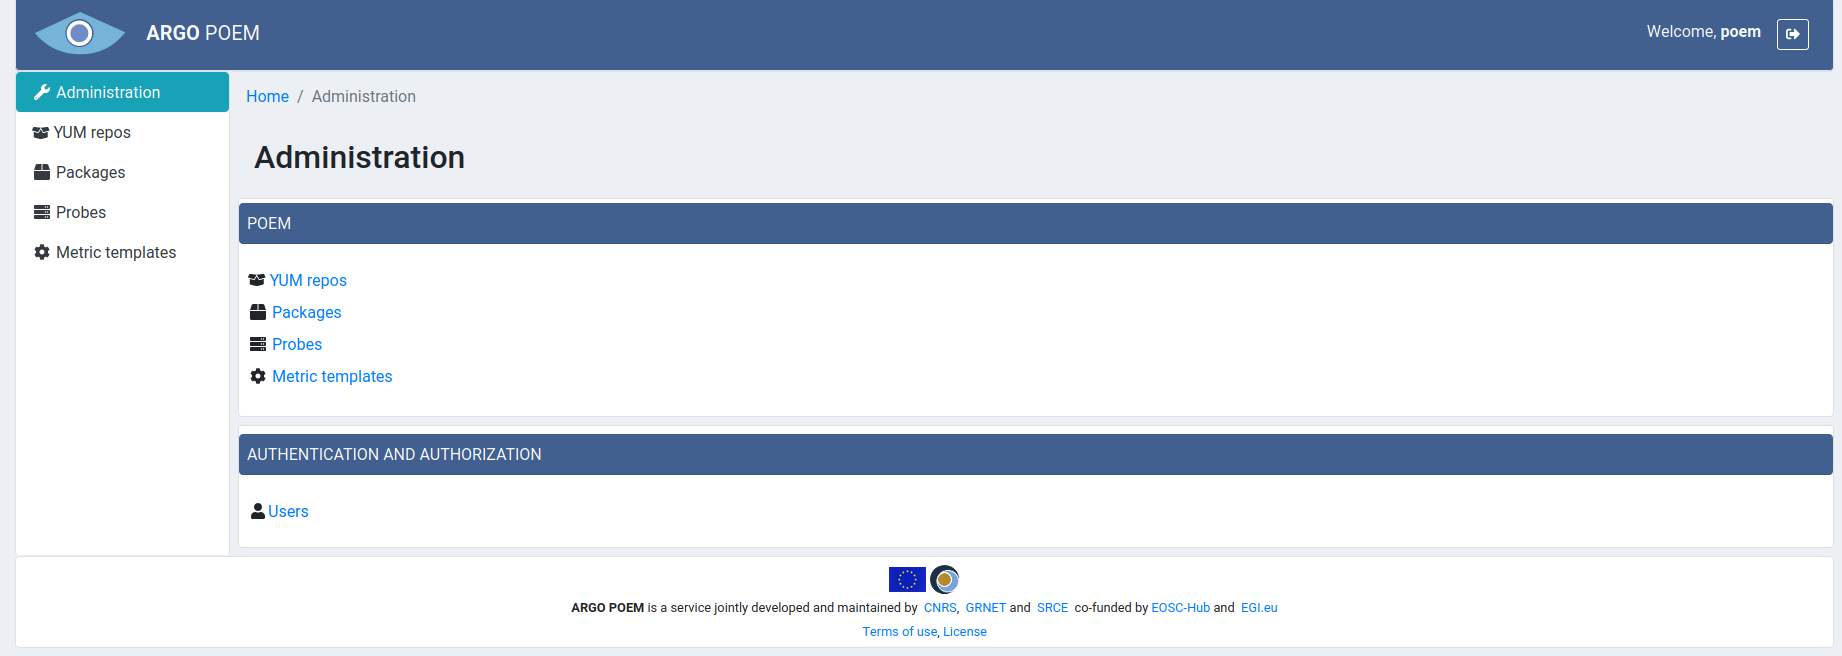 ARGO POEM
Welcome, poem
Administration
YUM repos
Packages
Probes
Metric templates
Home / Administration
Administration
POEM
YUM repos
Packages
Probes
Metric templates
AUTHENTICATION AND AUTHORIZATION
Users
ARGO POEM is a service jointly developed and maintained by CNRS, GRNET and SRCE co-funded by EOSC-Hub and EGI.eu
Terms of use, License